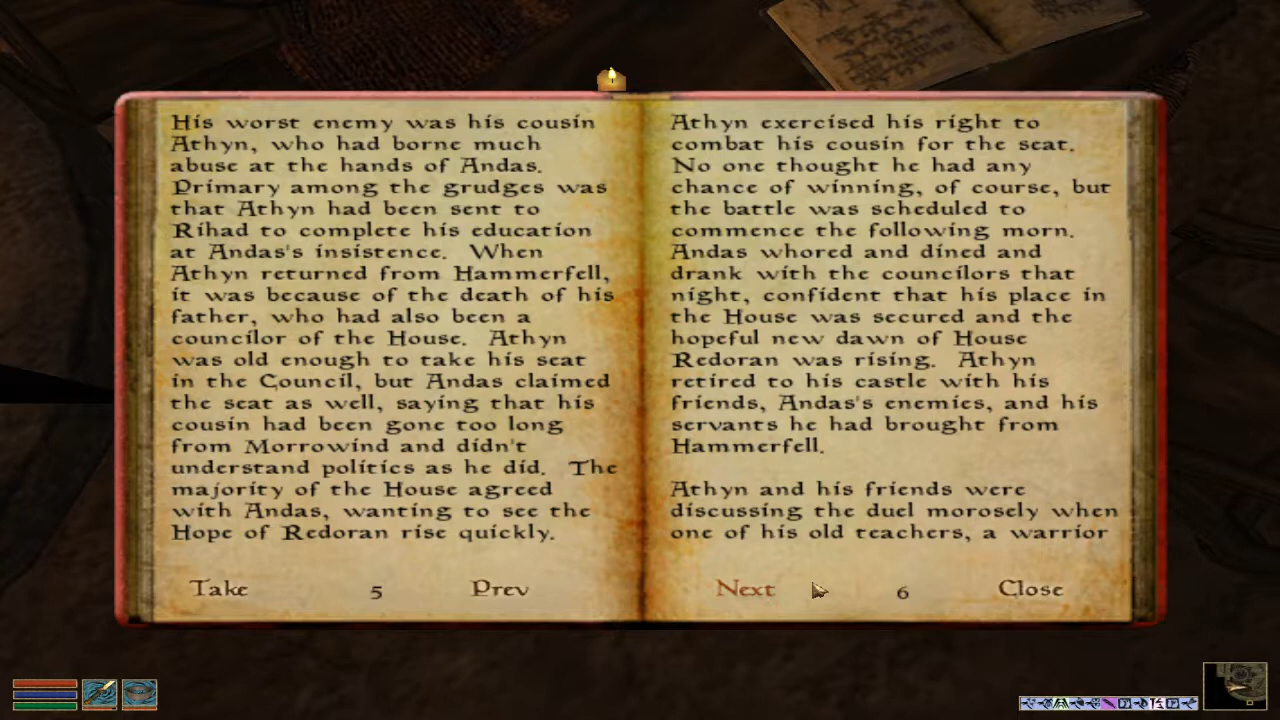 His worst enemy was his cousin
Athyn, who had borne much
abuse at the hands of Andas.
Primary among the grudges was
that Athyn had been sent to
Rihad to complete his education
at Andas's insistence.  When
Athyn returned from Hammerfell,
it was because of the death of his
father, who had also been a
councilor of the House.  Athyn
was old enough to take his seat
in the Council, but Andas claimed
the seat as well, saying that his
cousin had been gone too long
from Morrowind and didn't
understand politics as he did.  The
majority of the House agreed
with Andas, wanting to see the
Hope of Redoran rise quickly.
Athyn exercised his right to
combat his cousin for the seat.
No one thought he had any
chance of winning, of course, but
the battle was scheduled to
commence the following morn.
Andas whored and dined and
drank with the councilors that
night, confident that his place in
the House was secured and the
hopeful new dawn of House
Redoran was rising.  Athyn
retired to his castle with his
friends, Andas's enemies, and his
servants he had brought from
Hammerfell.
Athyn and his friends were
discussing the duel morosely when
one of his old teachers, a warrior
Take 5 Prev Next 6 Close